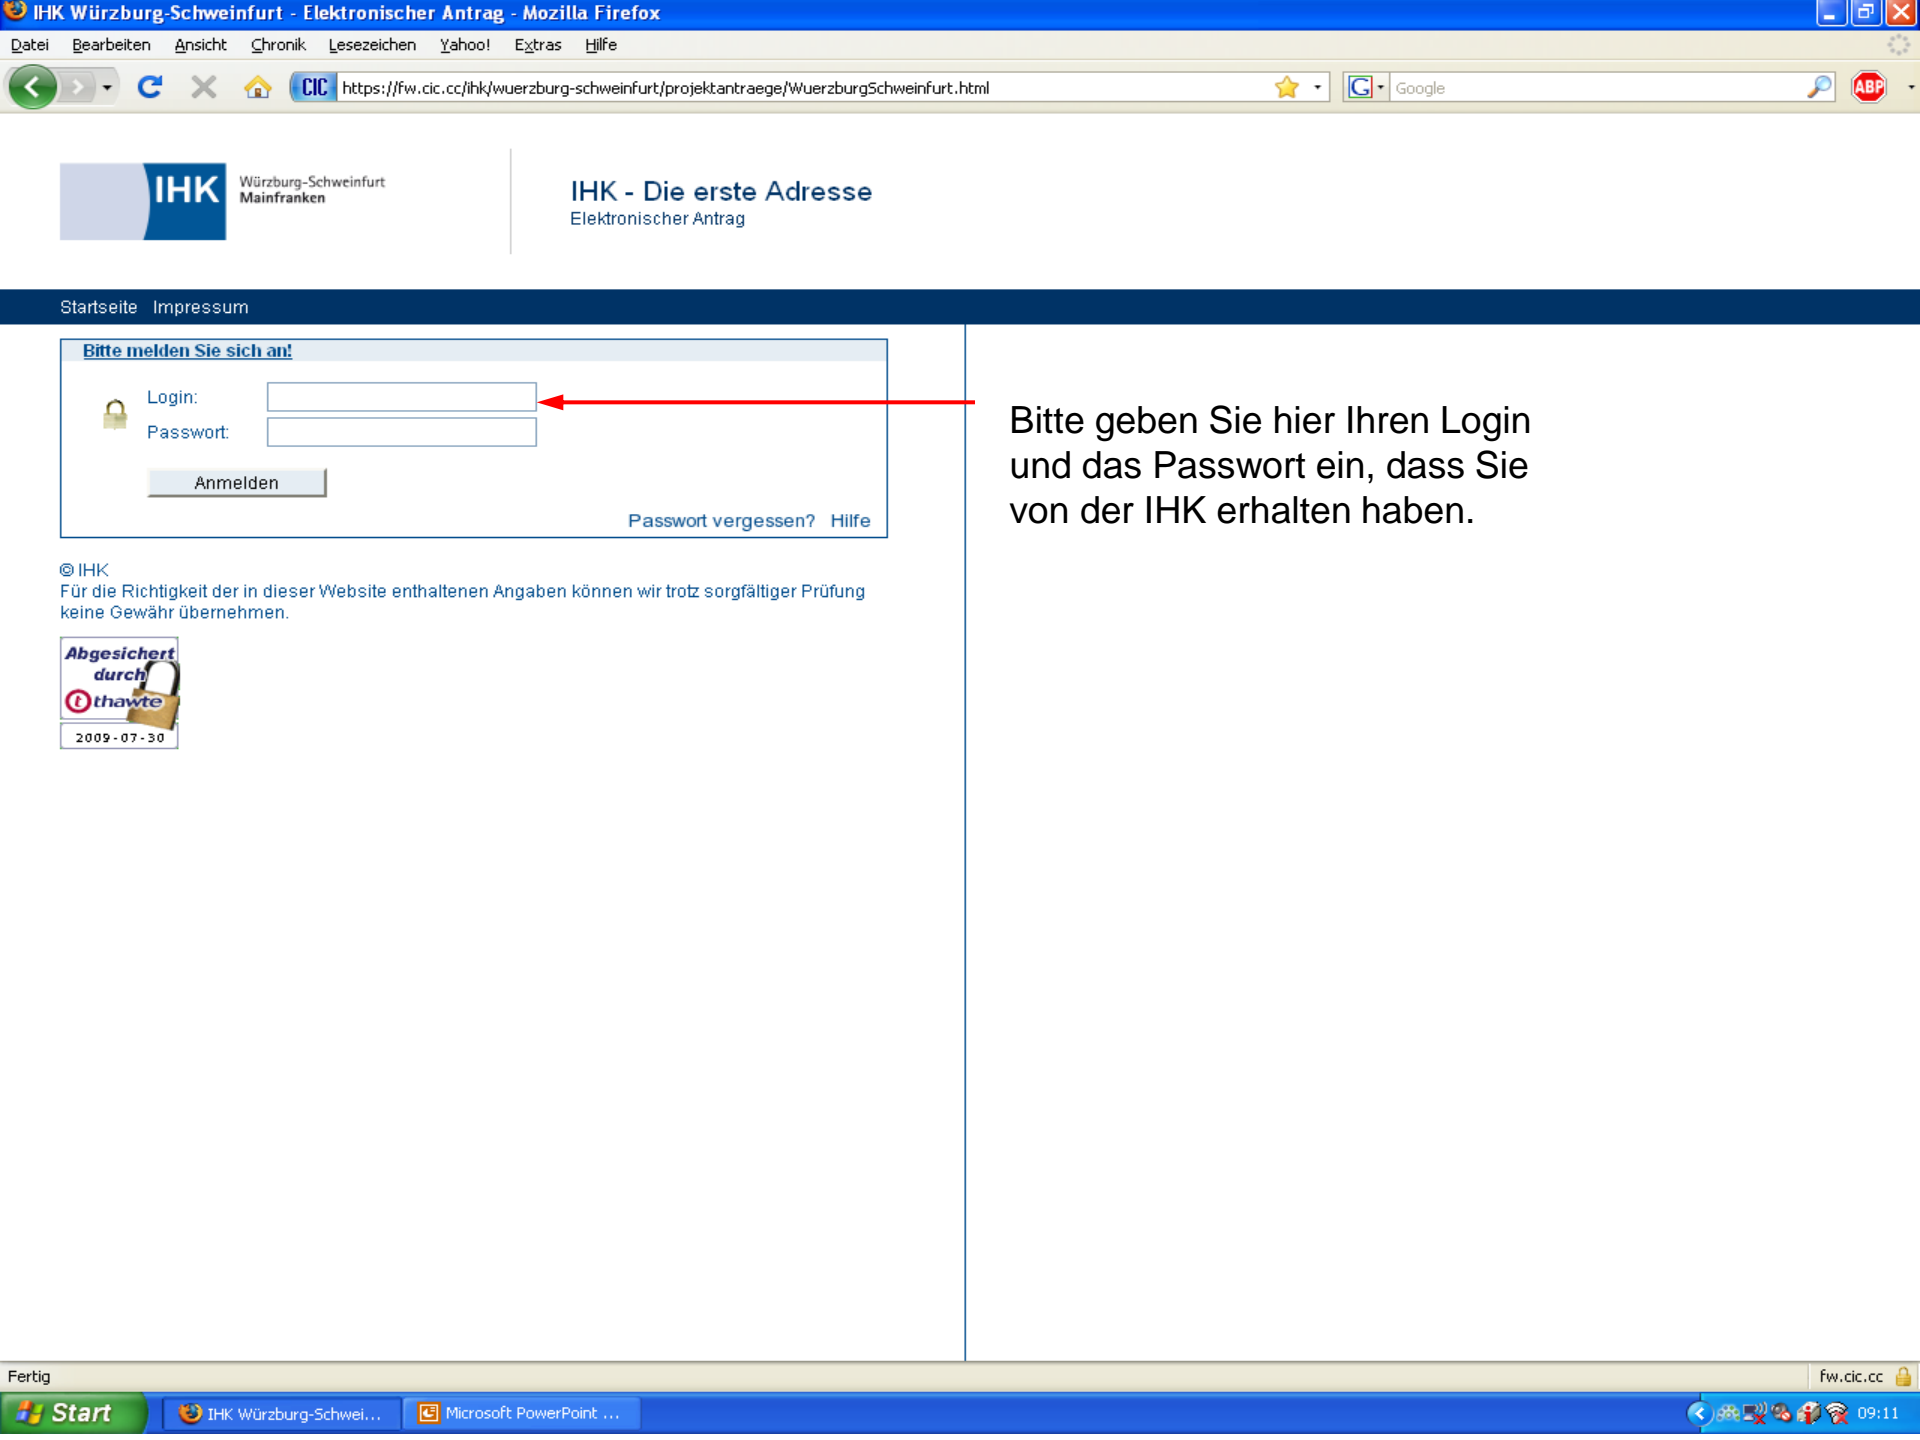 IHK Würzburg-Schweinfurt - Elektronischer Antrag - Mozilla Firefox
Datei Bearbeiten Ansicht Chronik Lesezeichen Yahoo! Extras Hilfe
CIC https://fw.cic.cc/ihk/wuerzburg-schweinfurt/projektantraege/WuerzburgSchweinfurt.html G Google ABP
IHK Würzburg-Schweinfurt
Mainfranken
IHK - Die erste Adresse
Elektronischer Antrag
Startseite Impressum
Bitte melden Sie sich an!
Login:
Passwort:
Anmelden
Passwort vergessen? Hilfe
Bitte geben Sie hier Ihren Login
und das Passwort ein, dass Sie
von der IHK erhalten haben.
© IHK
Für die Richtigkeit der in dieser Website enthaltenen Angaben können wir trotz sorgfältiger Prüfung
keine Gewähr übernehmen.
Abgesichert
durch
thawte
2009-07-30
Fertig fw.cic.cc
Start IHK Würzburg-Schwei... Microsoft PowerPoint ... 09:11